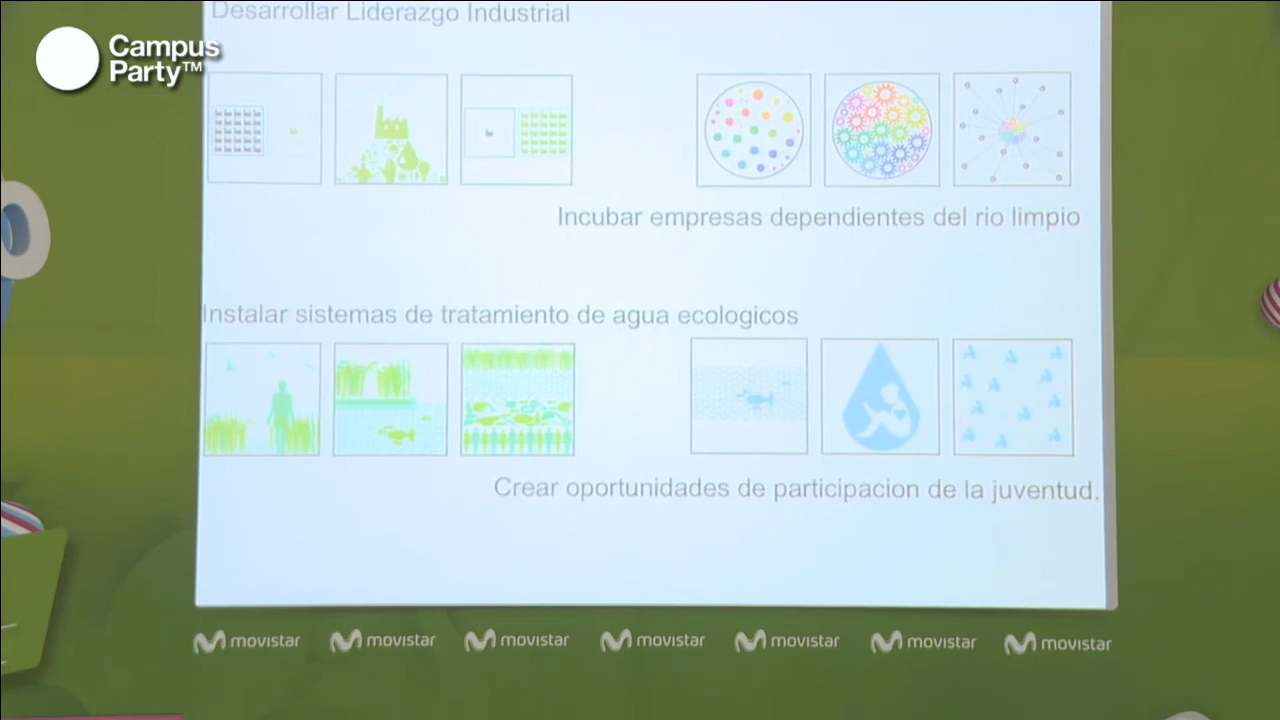 Desarrollar Liderazgo Industrial
Campus
Party™
Incubar empresas dependientes del rio limpio
Instalar sistemas de tratamiento de agua ecologicos
Crear oportunidades de participacion de la juventud.
movistar movistar movistar movistar movistar movistar movistar